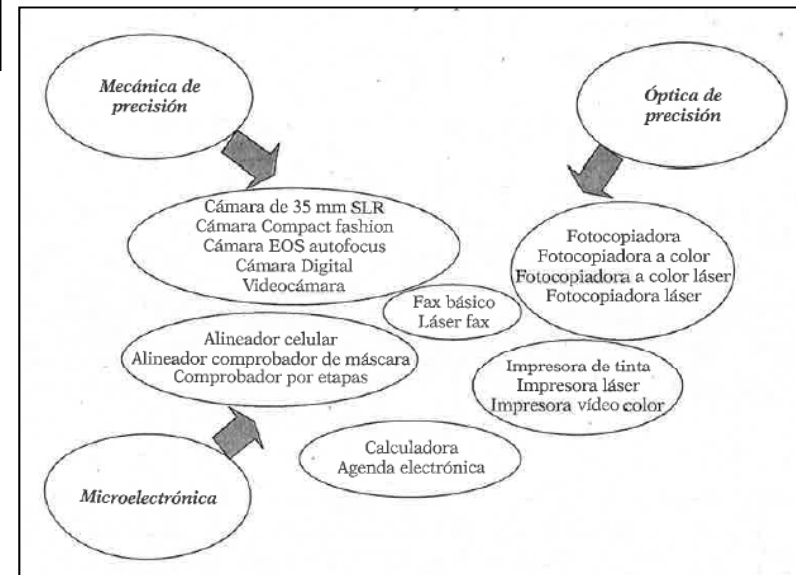 Mecánica de
precisión
Óptica de
precisión
Cámara de 35 mm SLR
Cámara Compact fashion
Cámara EOS autofocus
Cámara Digital
Videocámara
Fotocopiadora
Fotocopiadora a color
Fotocopiadora a color láser
Fotocopiadora láser
Fax básico
Láser fax
Alineador celular
Alineador comprobador de máscara
Comprobador por etapas
Impresora de tinta
Impresora láser
Impresora vídeo color
Calculadora
Agenda electrónica
Microelectrónica